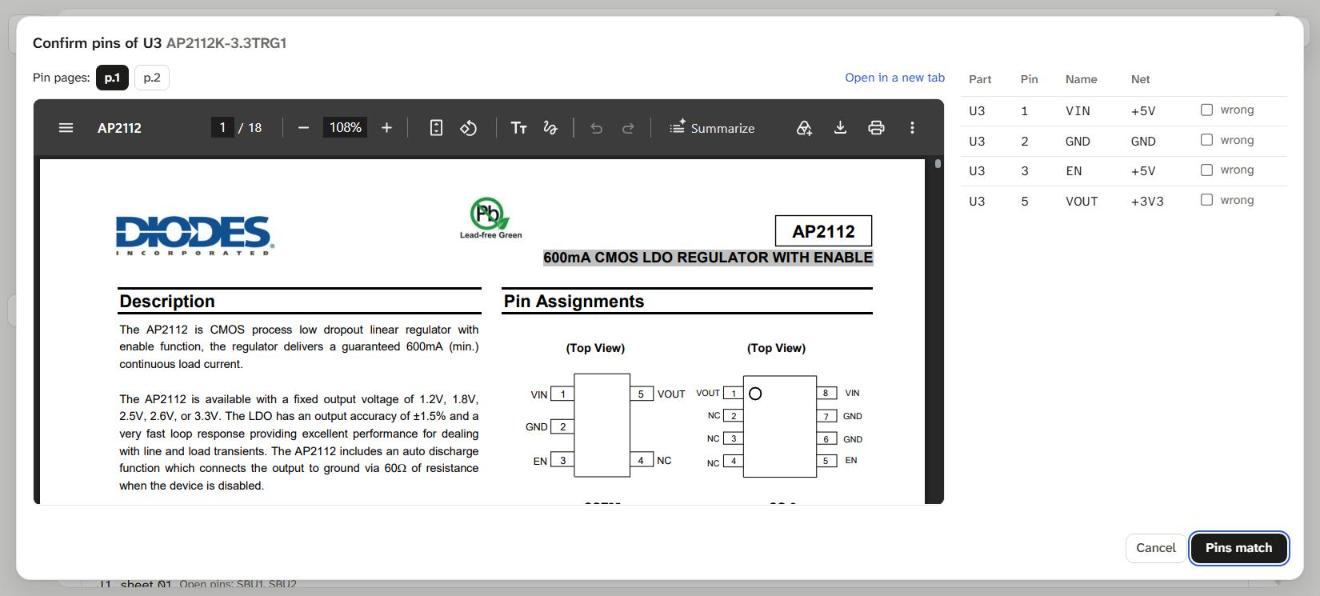 Confirm pins of U3 AP2112K-3.3TRG1
Pin pages: p.1 p.2
Open in a new tab
AP2112
1 / 18
108%
Summarize
DIODES
INCORPORATED
Pb
Lead-free Green
AP2112
600mA CMOS LDO REGULATOR WITH ENABLE
Description
The AP2112 is CMOS process low dropout linear regulator with
enable function, the regulator delivers a guaranteed 600mA (min.)
continuous load current.
The AP2112 is available with a fixed output voltage of 1.2V, 1.8V,
2.5V, 2.6V, or 3.3V. The LDO has an output accuracy of ±1.5% and a
very fast loop response providing excellent performance for dealing
with line and load transients. The AP2112 includes an auto discharge
function which connects the output to ground via 60Ω of resistance
when the device is disabled.
Pin Assignments
(Top View)
VIN 1 5 VOUT
GND 2
EN 3 4 NC
(Top View)
VOUT 1 8 VIN
NC 2 7 GND
NC 3 6 GND
NC 4 5 EN
Part Pin Name Net
U3 1 VIN +5V wrong
U3 2 GND GND wrong
U3 3 EN +5V wrong
U3 5 VOUT +3V3 wrong
Cancel Pins match
Open pins: SBU1, SBU2